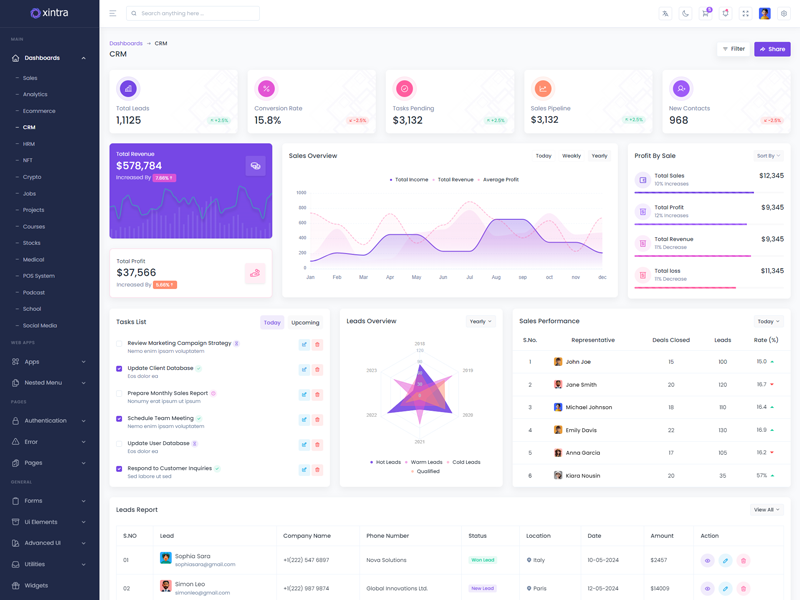 xintra
Search anything here ...
5
MAIN
Dashboards
Sales
Analytics
Ecommerce
CRM
HRM
NFT
Crypto
Jobs
Projects
Courses
Stocks
Medical
POS System
Podcast
School
Social Media
WEB APPS
Apps
Nested Menu
PAGES
Authentication
Error
Pages
GENERAL
Forms
Ui Elements
Advanced UI
Utilities
Widgets
Dashboards → CRM
CRM
Filter
Share
Total Leads
1,1125
+2.5%
Conversion Rate
15.8%
-2.5%
Tasks Pending
$3,132
+2.5%
Sales Pipeline
$3,132
+2.5%
New Contacts
968
-2.5%
Total Revenue
$578,784
Increased By 7.66%
Total Profit
$37,566
Increased By
Sales Overview
Today Weekly Yearly
Total Income Total Revenue Average Profit
1000
800
600
400
200
0
Jan Feb Mar Apr May Jun Jul Aug sep oct nov dec
Profit By Sale
Sort By
Total Sales $12,345
10% Increases
Total Profit $9,345
12% Increases
Total Revenue $9,345
11% Decrease
Total loss $11,345
11% Decrease
Tasks List
Today Upcoming
Review Marketing Campaign Strategy
Nemo enim ipsam voluptatem
Update Client Database
Eos dolor ea
Prepare Monthly Sales Report
Nonumy erat ipsum ut ipsum
Schedule Team Meeting
Nemo enim ipsam voluptatem
Update User Database
Eos dolor ea
Respond to Customer Inquiries
Sed labore ut sed
Leads Overview
Yearly
2018
2019
2020
2021
2022
2023
Hot Leads Warm Leads Cold Leads
Qualified
Sales Performance
Today
S.No. Representative Deals Closed Leads Rate (%)
1 John Joe 15 100 15.0
2 Jane Smith 20 120 16.7
3 Michael Johnson 18 110 16.4
4 Emily Davis 22 130 16.9
5 Anna Garcia 17 105 16.2
6 Kiara Nousin 20 35 57%
Leads Report
View All
S.NO Lead Company Name Phone Number Status Location Date Amount Action
01 Sophia Sara +1(222) 547 6897 Nova Solutions Won Lead Italy 10-05-2024 $2457
sophiasara@gmail.com
02 Simon Leo +1(222) 987 9874 Global Innovations Ltd. New Lead Paris 12-05-2024 $14009
simonleo@gmail.com